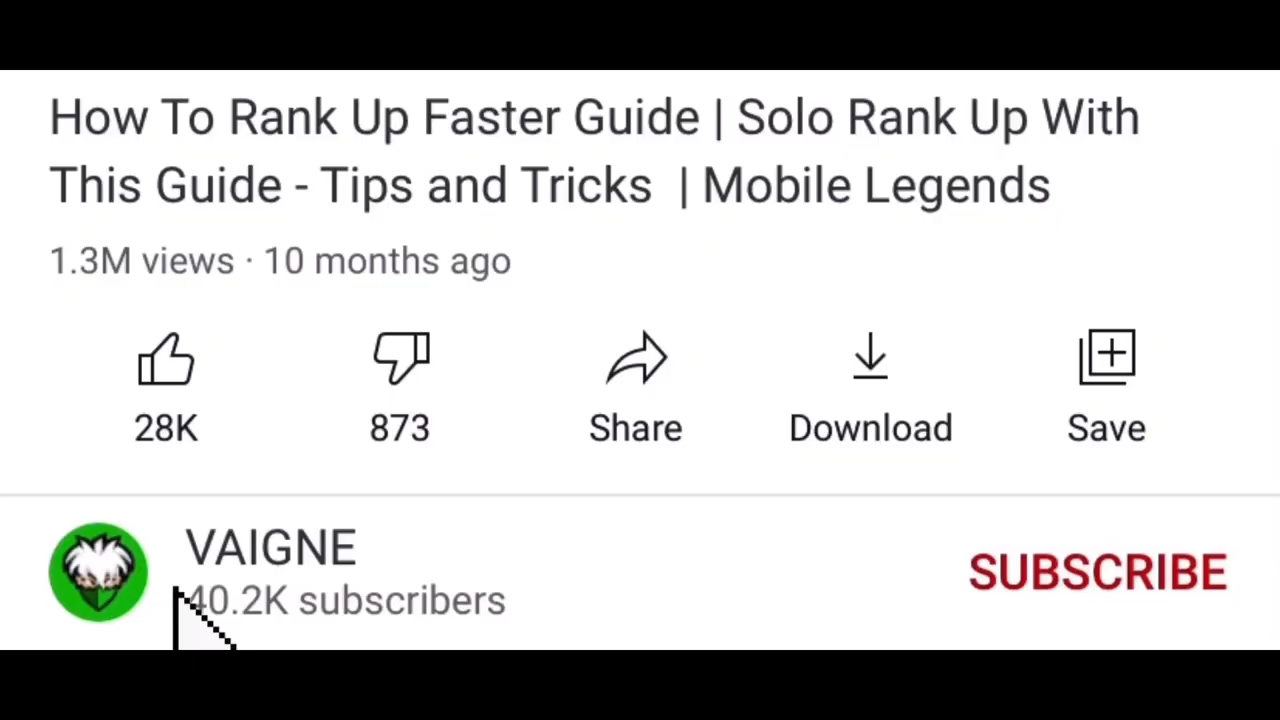 How To Rank Up Faster Guide | Solo Rank Up With
This Guide - Tips and Tricks | Mobile Legends
1.3M views · 10 months ago
28K
873
Share
Download
Save
VAIGNE
40.2K subscribers
SUBSCRIBE